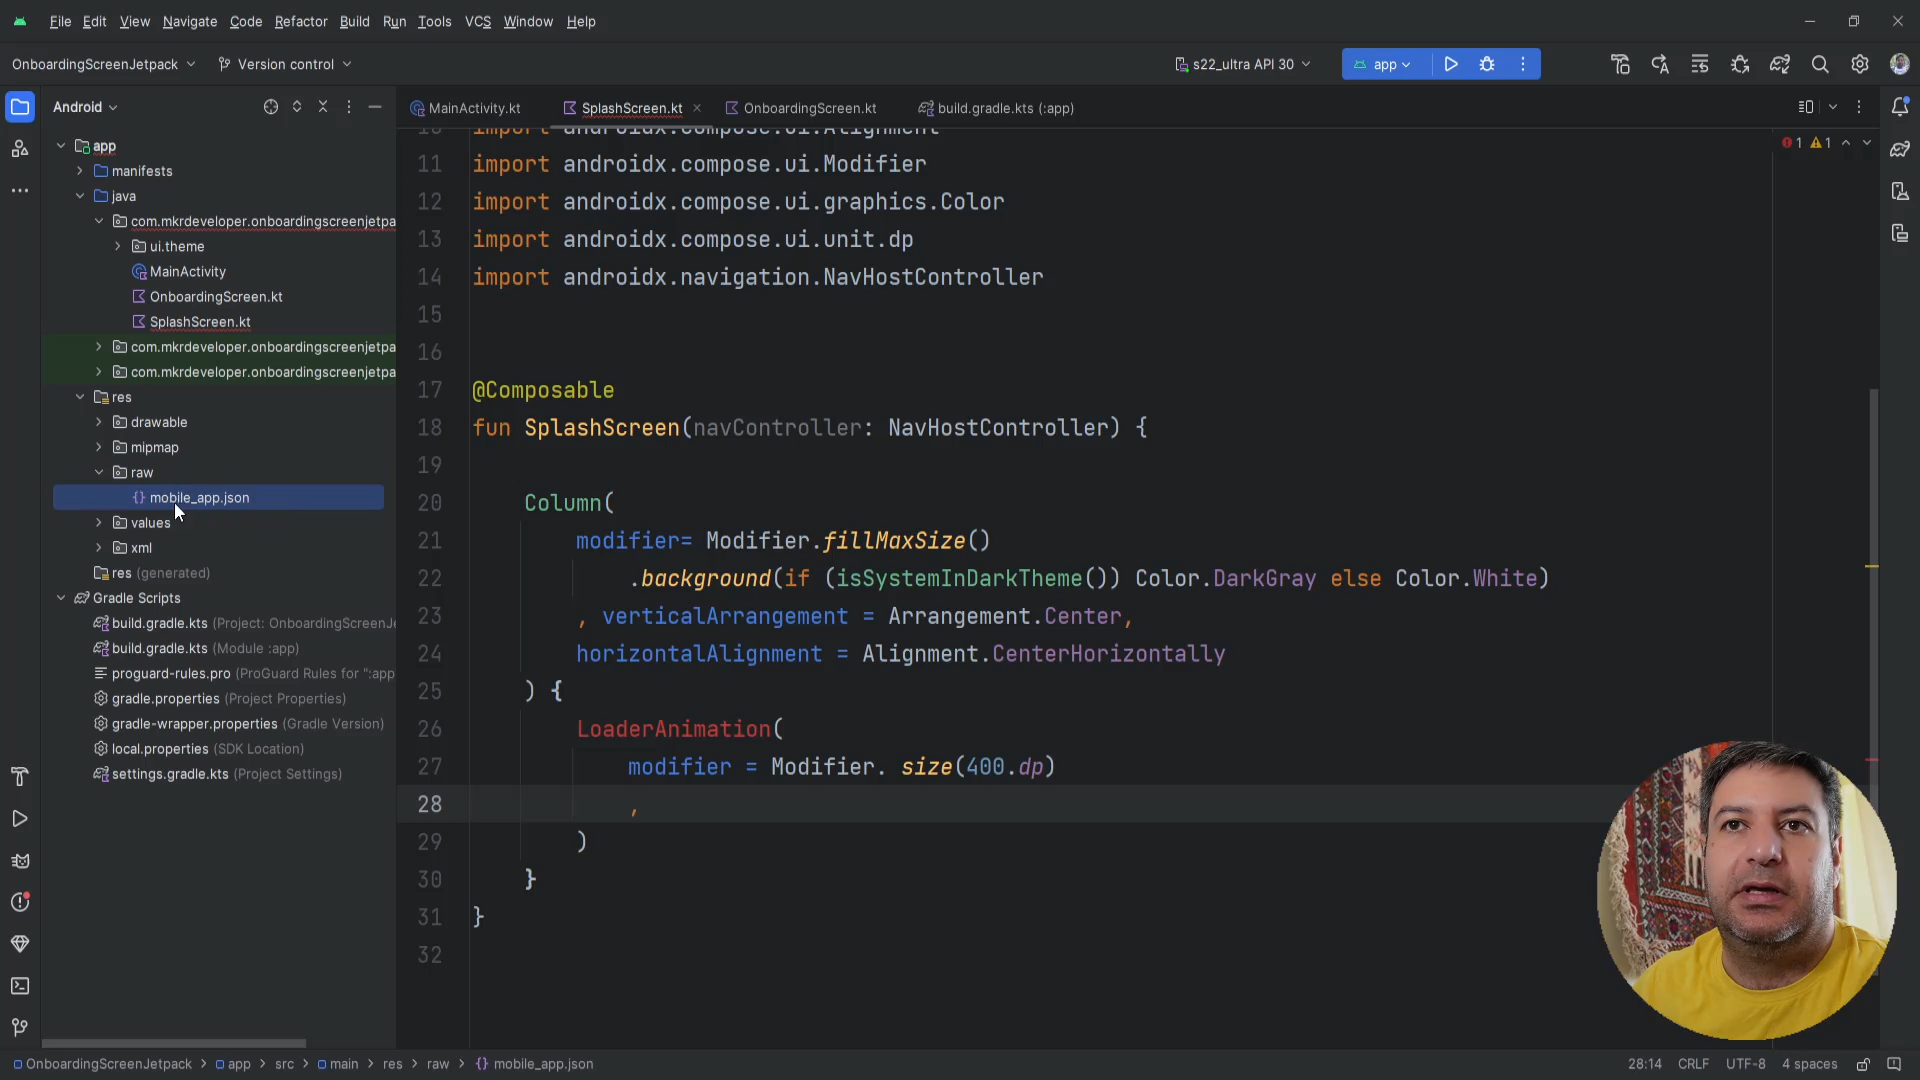 File Edit View Navigate Code Refactor Build Run Tools VCS Window Help
OnboardingScreenJetpack Version control s22_ultra API 30 app
Android MainActivity.kt SplashScreen.kt OnboardingScreen.kt build.gradle.kts (:app)
app
manifests
java
com.mkrdeveloper.onboardingscreenjetpa
ui.theme
MainActivity
OnboardingScreen.kt
SplashScreen.kt
com.mkrdeveloper.onboardingscreenjetpa
com.mkrdeveloper.onboardingscreenjetpa
res
drawable
mipmap
raw
{} mobile_app.json
values
xml
res (generated)
Gradle Scripts
build.gradle.kts (Project: OnboardingScreenJe
build.gradle.kts (Module :app)
proguard-rules.pro (ProGuard Rules for ":app
gradle.properties (Project Properties)
gradle-wrapper.properties (Gradle Version)
local.properties (SDK Location)
settings.gradle.kts (Project Settings)
1 1
10 import androidx.compose.ui.Alignment
11 import androidx.compose.ui.Modifier
12 import androidx.compose.ui.graphics.Color
13 import androidx.compose.ui.unit.dp
14 import androidx.navigation.NavHostController
15
16
17 @Composable
18 fun SplashScreen(navController: NavHostController) {
19
20 Column(
21 modifier= Modifier.fillMaxSize()
22 .background(if (isSystemInDarkTheme()) Color.DarkGray else Color.White)
23 , verticalArrangement = Arrangement.Center,
24 horizontalAlignment = Alignment.CenterHorizontally
25 ) {
26 LoaderAnimation(
27 modifier = Modifier. size(400.dp)
28 ,
29 )
30 }
31 }
32
OnboardingScreenJetpack > app > src > main > res > raw > {} mobile_app.json 28:14 CRLF UTF-8 4 spaces